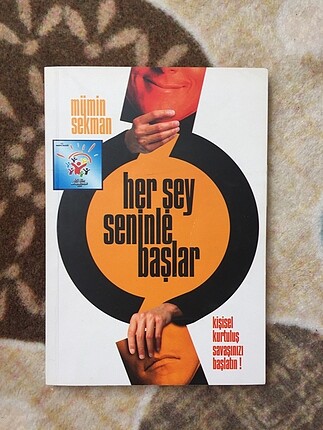 mümin
sekman
her şey
seninle
başlar
kişisel
kurtuluş
savaşınızı
başlatın !